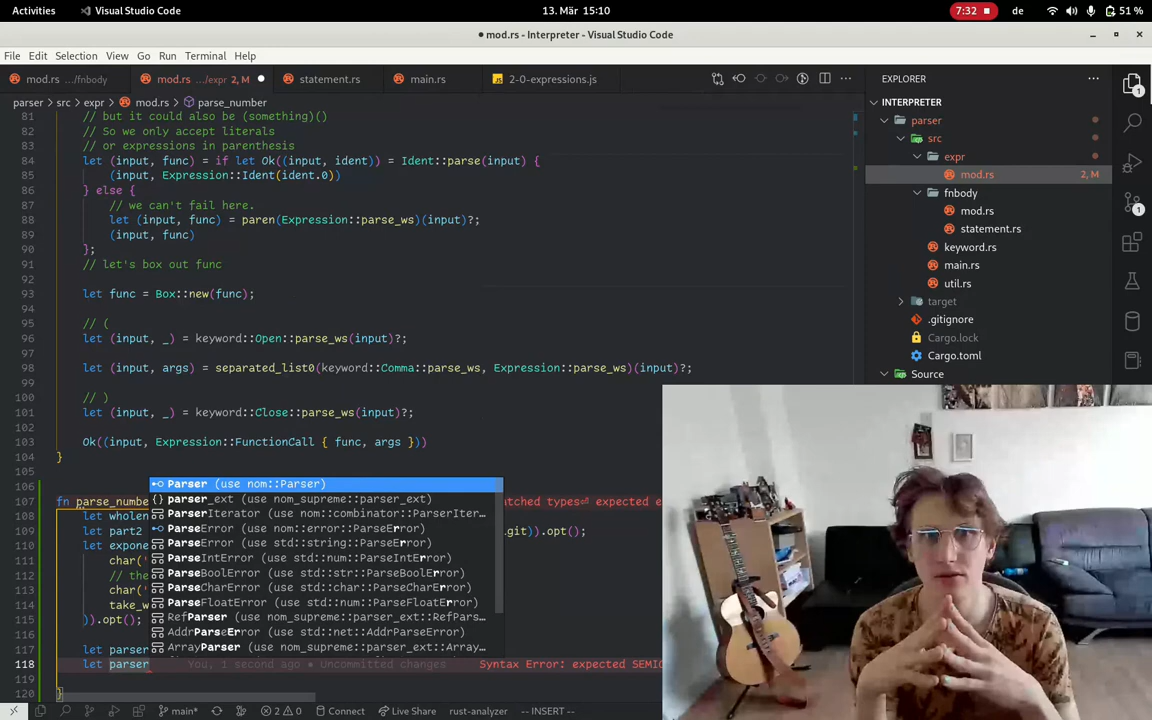 Activities Visual Studio Code 13. Mär 15:10 7:32 de 51 %
● mod.rs - Interpreter - Visual Studio Code
File Edit Selection View Go Run Terminal Help
mod.rs .../fnbody mod.rs .../expr 2, M ● statement.rs main.rs JS 2-0-expressions.js
parser > src > expr > mod.rs > parse_number
81 // but it could also be (something)()
82 // So we only accept literals
83 // or expressions in parenthesis
84 let (input, func) = if let Ok((input, ident)) = Ident::parse(input) {
85 (input, Expression::Ident(ident.0))
86 } else {
87 // we can't fail here.
88 let (input, func) = paren(Expression::parse_ws)(input)?;
89 (input, func)
90 };
91 // let's box out func
92
93 let func = Box::new(func);
94
95 // (
96 let (input, _) = keyword::Open::parse_ws(input)?;
97
98 let (input, args) = separated_list0(keyword::Comma::parse_ws, Expression::parse_ws)(input)?;
99
100 // )
101 let (input, _) = keyword::Close::parse_ws(input)?;
102
103 Ok((input, Expression::FunctionCall { func, args }))
104 }
105
106
107 fn parse_numbe
108 let wholen
109 let part2
110 let expone
111 char('
112 // the
113 char('
114 take_w
115 )).opt();
116
117 let parser
118 let parser You, 1 second ago • Uncommitted changes Syntax Error: expected SEMIC
119
120 }
Parser (use nom::Parser)
parser_ext (use nom_supreme::parser_ext)
ParserIterator (use nom::combinator::ParserIter...
ParseError (use nom::error::ParseError)
ParseError (use std::string::ParseError)
ParseIntError (use std::num::ParseIntError)
ParseBoolError (use std::str::ParseBoolError)
ParseCharError (use std::char::ParseCharError)
ParseFloatError (use std::num::ParseFloatError)
RefParser (use nom_supreme::parser_ext::RefPars...
AddrParseError (use std::net::AddrParseError)
ArrayParser (use nom_supreme::parser_ext::Array...
tched types⏎ expected e
.git)).opt();
EXPLORER
INTERPRETER
parser
src
expr
mod.rs 2, M
fnbody
mod.rs
statement.rs
keyword.rs
main.rs
util.rs
target
.gitignore
Cargo.lock
Cargo.toml
Source
1
1
main* 2 0 Connect Live Share rust-analyzer -- INSERT --